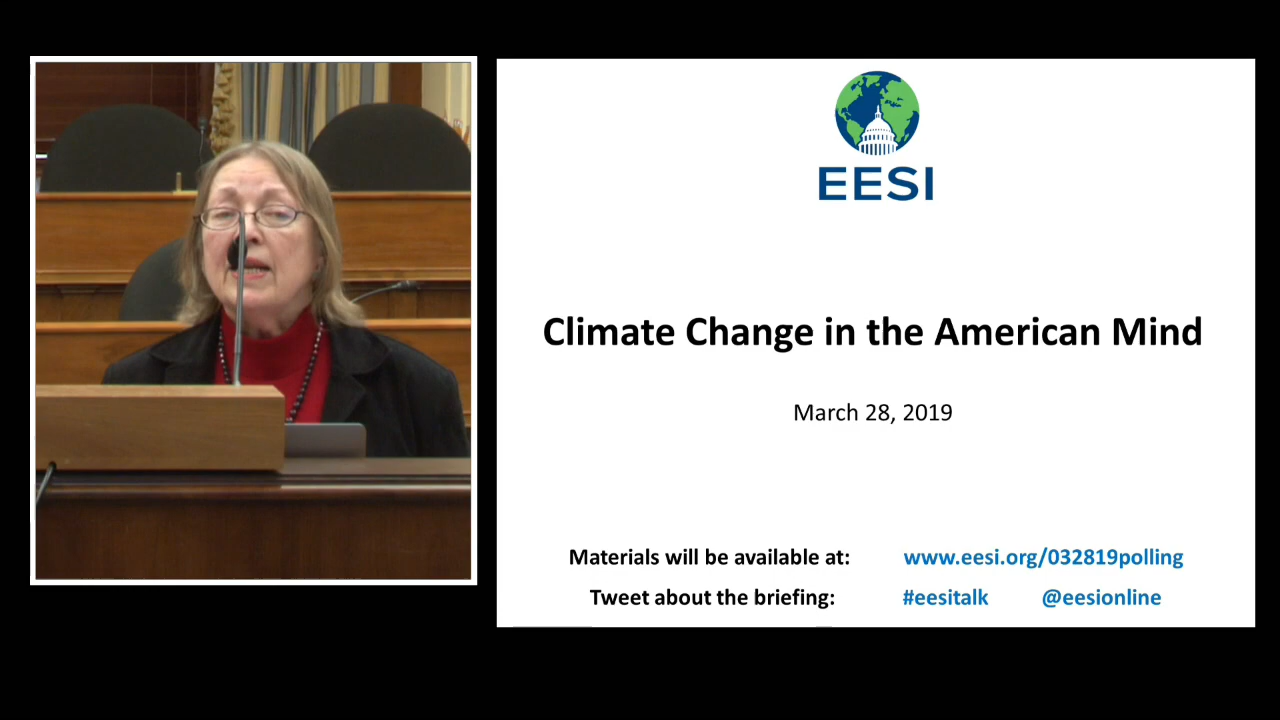 EESI
Climate Change in the American Mind
March 28, 2019
Materials will be available at: www.eesi.org/032819polling
Tweet about the briefing: #eesitalk @eesionline